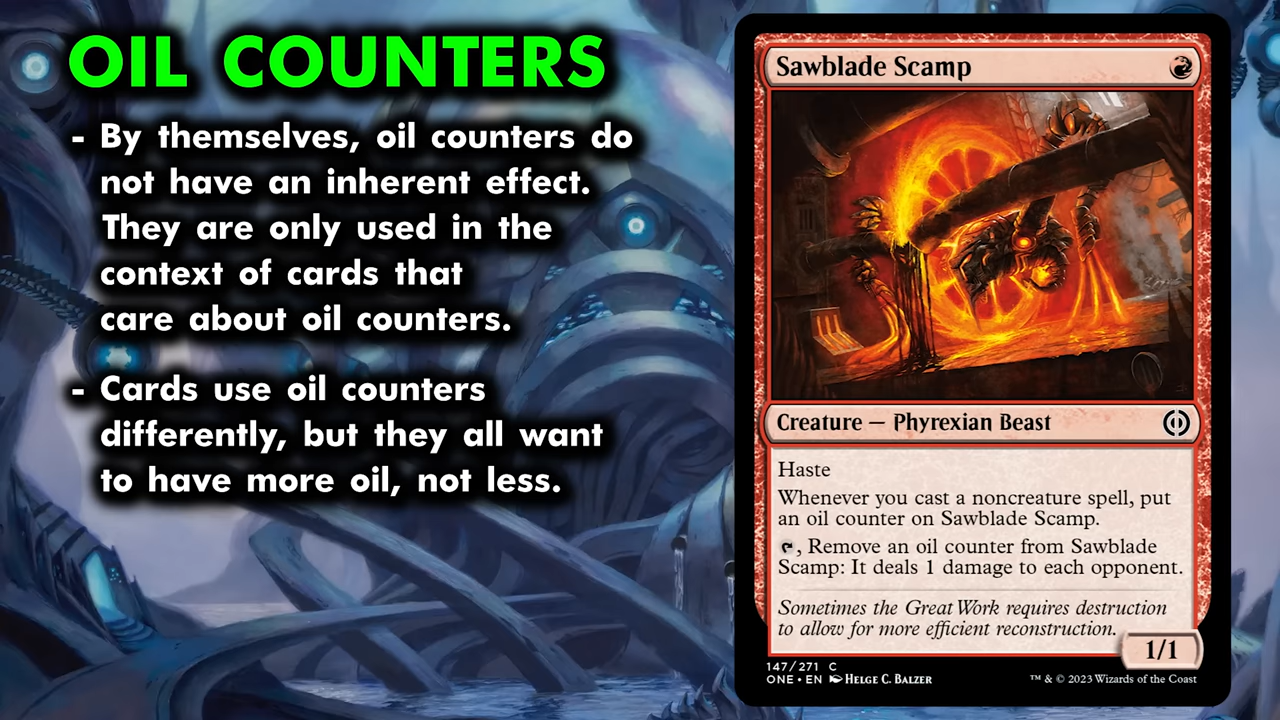 OIL COUNTERS
- By themselves, oil counters do
not have an inherent effect.
They are only used in the
context of cards that
care about oil counters.
- Cards use oil counters
differently, but they all want
to have more oil, not less.
Sawblade Scamp
Creature — Phyrexian Beast
Haste
Whenever you cast a noncreature spell, put
an oil counter on Sawblade Scamp.
, Remove an oil counter from Sawblade
Scamp: It deals 1 damage to each opponent.
Sometimes the Great Work requires destruction
to allow for more efficient reconstruction.
1/1
147/271 C
ONE • EN HELGE C. BALZER
™ & © 2023 Wizards of the Coast